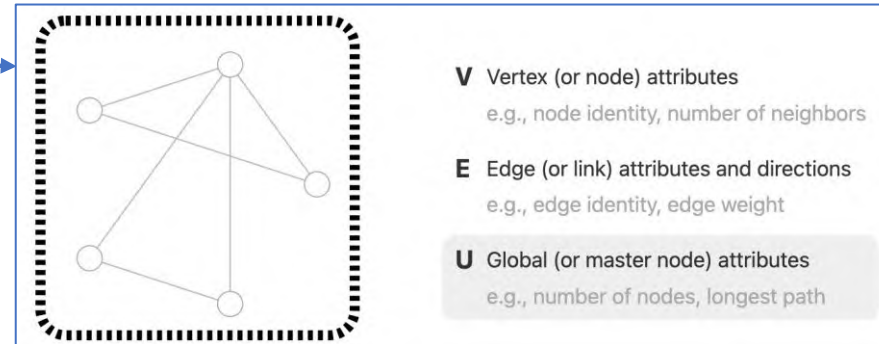 V Vertex (or node) attributes
e.g., node identity, number of neighbors
E Edge (or link) attributes and directions
e.g., edge identity, edge weight
U Global (or master node) attributes
e.g., number of nodes, longest path